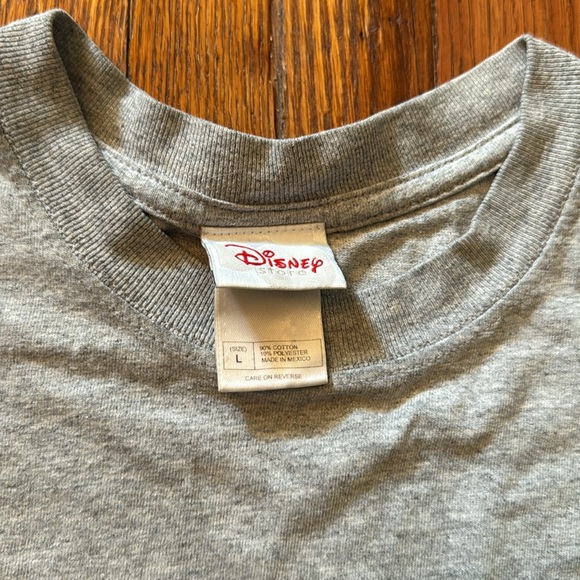 Disney
STORE
(SIZE)
L
90% COTTON
10% POLYESTER
MADE IN MEXICO
CARE ON REVERSE